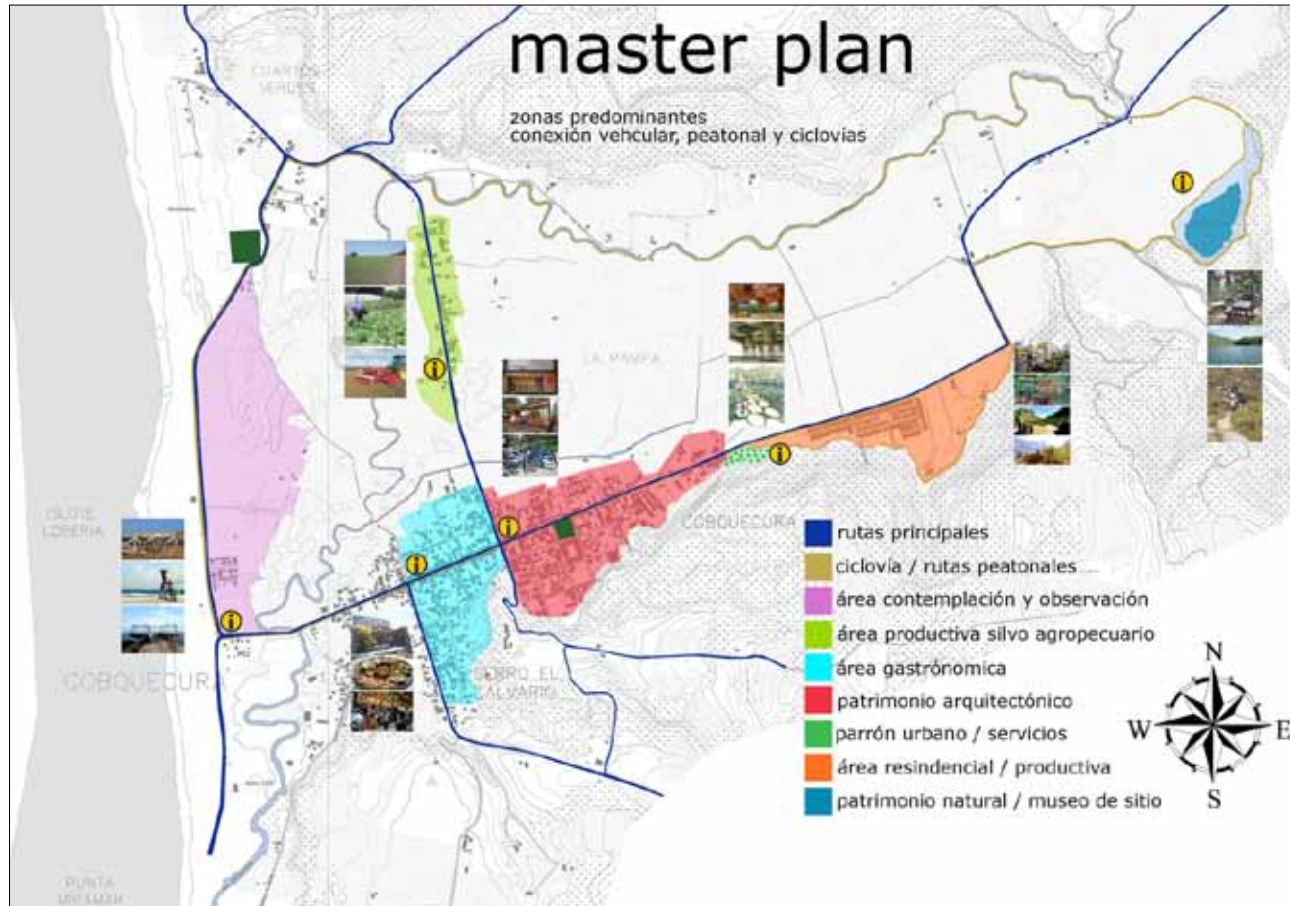 master plan
zonas predominantes
conexión vehcular, peatonal y ciclovías
CUARTOS
VERDES
LA PAMPA
ISLOTE
LOBERIA
COBQUECURA
COBQUECURA
CERRO EL
CALVARIO
PUNTA
MIRAMAR
i
i
i
i
i
i
rutas principales
ciclovía / rutas peatonales
área contemplación y observación
área productiva silvo agropecuario
área gastrónomica
patrimonio arquitectónico
parrón urbano / servicios
área resindencial / productiva
patrimonio natural / museo de sitio
N
W
E
S